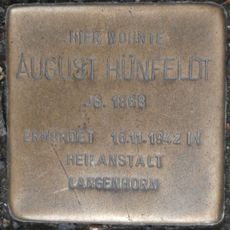 HIER WOHNTE
AUGUST HÜNFELDT
JG. 1868
ERMORDET 16.11.1942 IN
HEILANSTALT
LANGENHORN